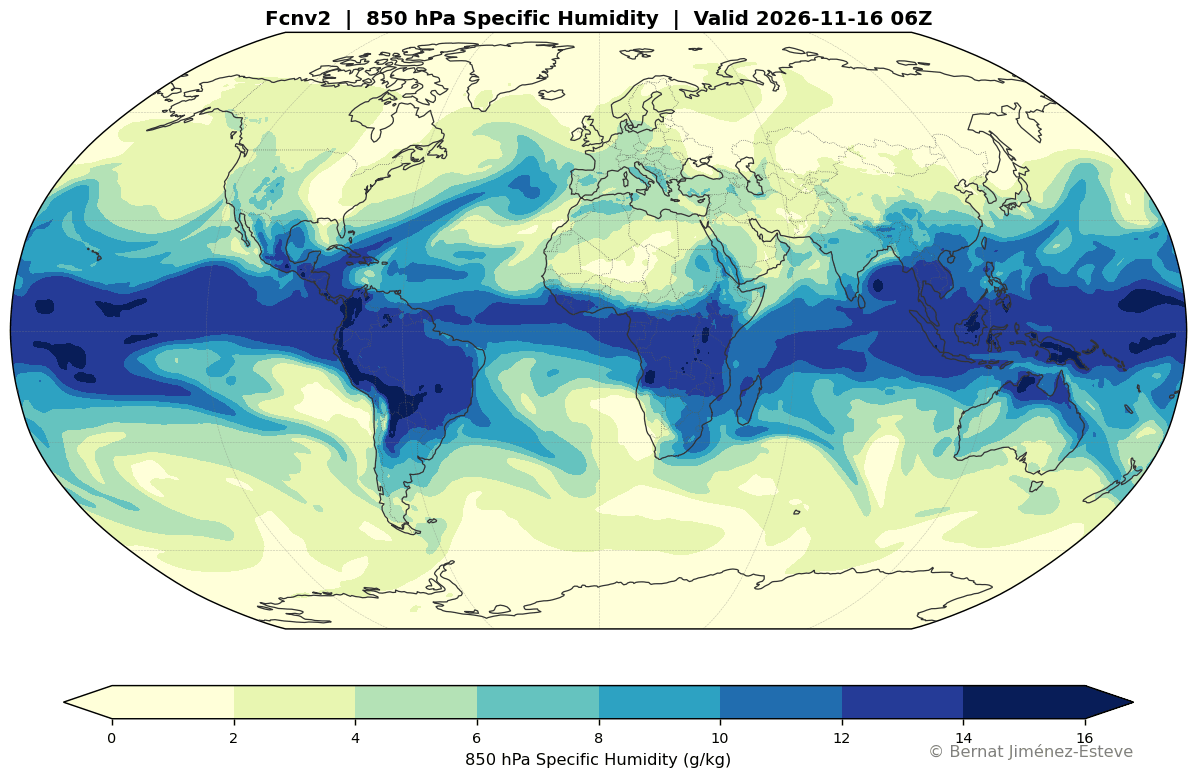 Fcnv2  |  850 hPa Specific Humidity  |  Valid 2026-11-16 06Z
0 2 4 6 8 10 12 14 16
850 hPa Specific Humidity (g/kg)
© Bernat Jiménez-Esteve